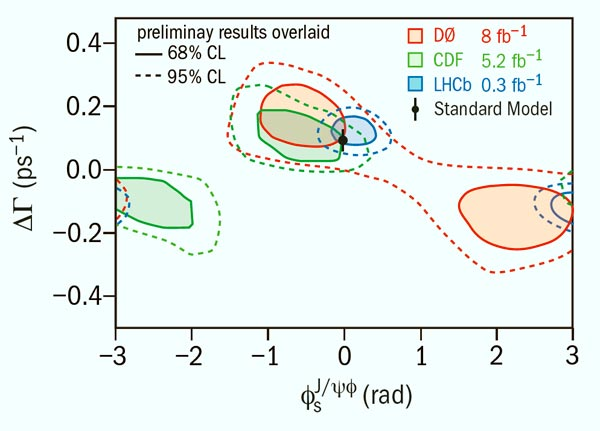 preliminay results overlaid
68% CL
95% CL
DØ 8 fb⁻¹
CDF 5.2 fb⁻¹
LHCb 0.3 fb⁻¹
Standard Model
0.4
0.2
0.0
−0.2
−0.4
ΔΓ (ps⁻¹)
−3 −2 −1 0 1 2 3
ϕₛᴶ/ψϕ (rad)